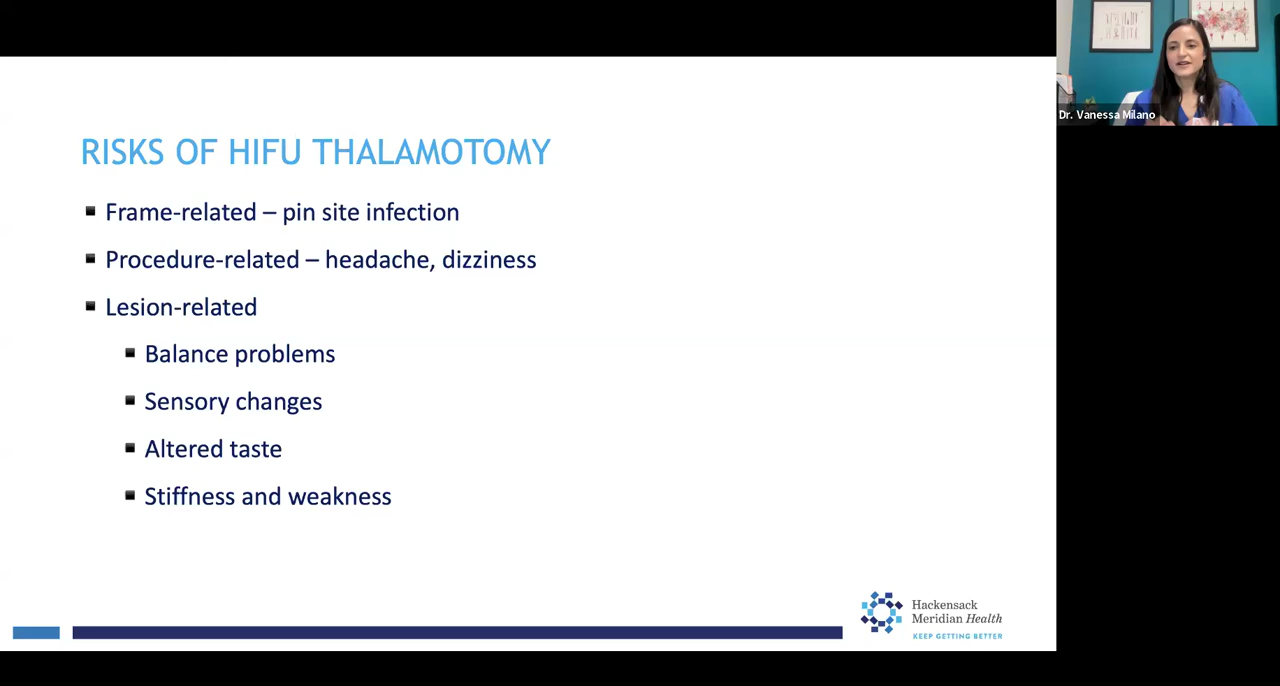 RISKS OF HIFU THALAMOTOMY
Frame-related – pin site infection
Procedure-related – headache, dizziness
Lesion-related
Balance problems
Sensory changes
Altered taste
Stiffness and weakness
Hackensack
Meridian Health
KEEP GETTING BETTER
Dr. Vanessa Milano